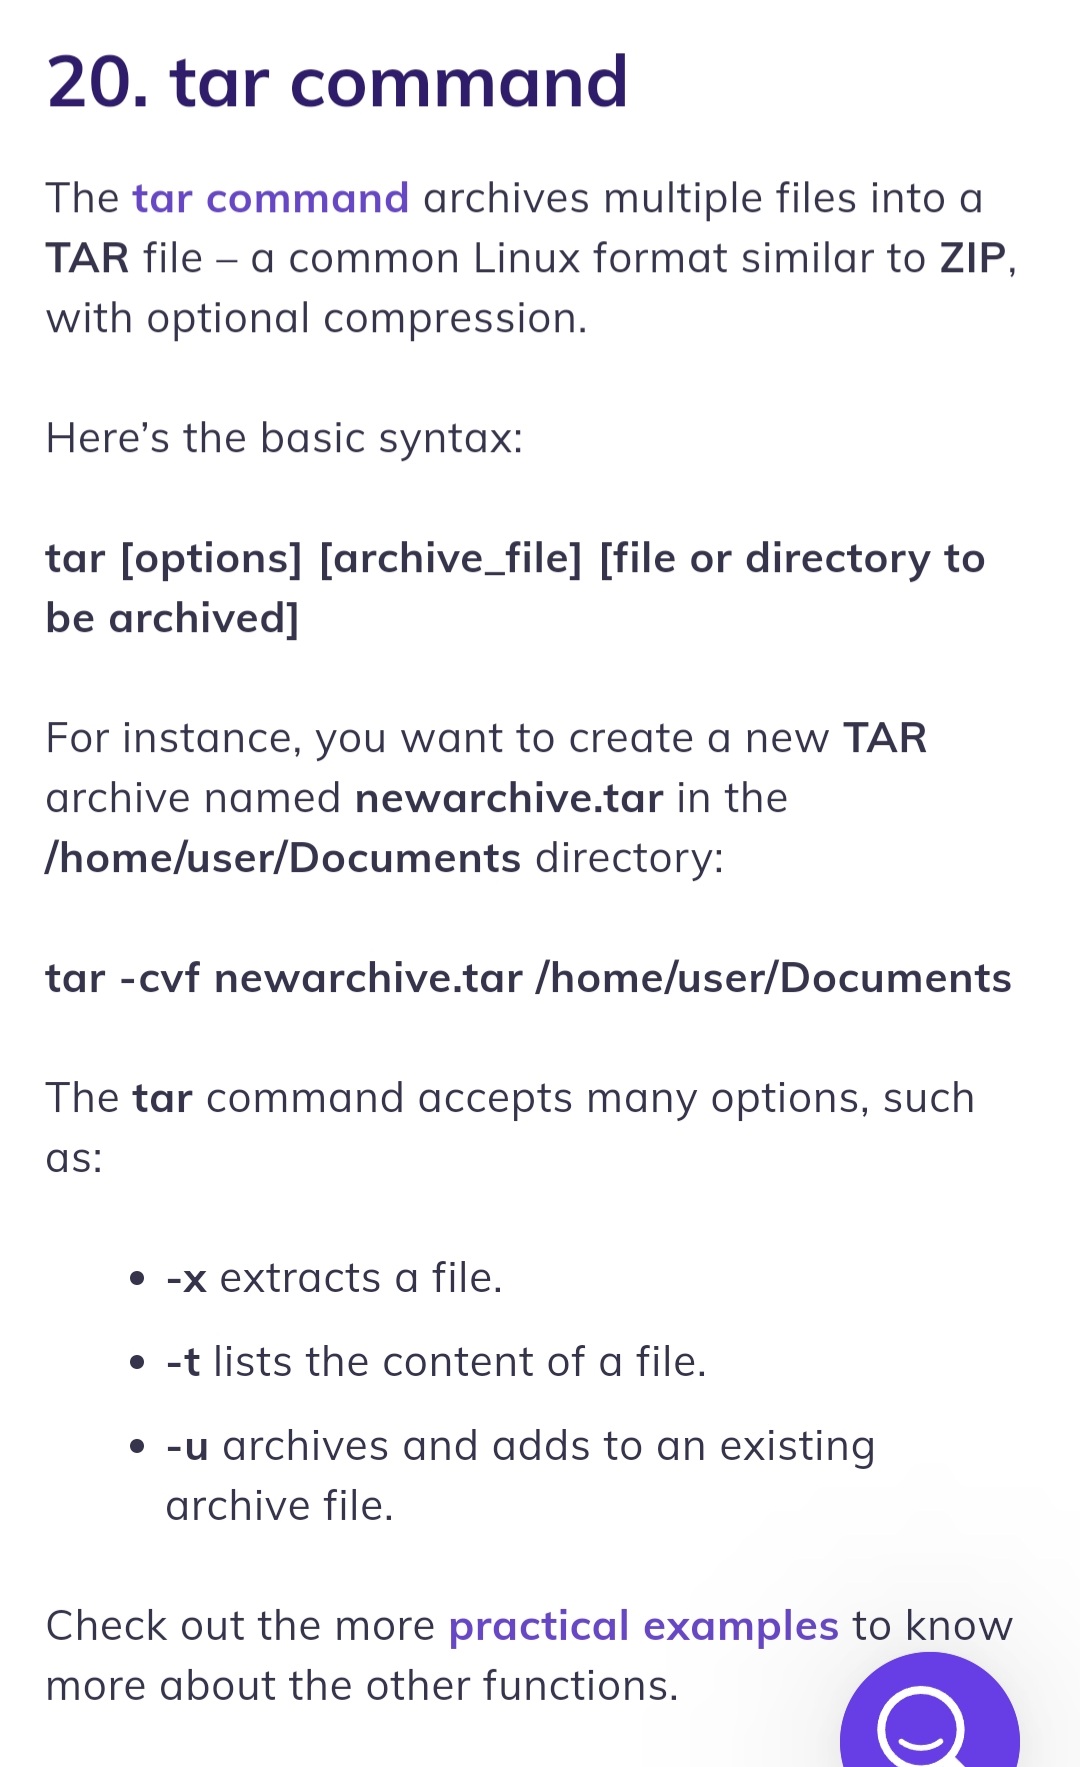 20. tar command
The tar command archives multiple files into a
TAR file – a common Linux format similar to ZIP,
with optional compression.
Here’s the basic syntax:
tar [options] [archive_file] [file or directory to
be archived]
For instance, you want to create a new TAR
archive named newarchive.tar in the
/home/user/Documents directory:
tar -cvf newarchive.tar /home/user/Documents
The tar command accepts many options, such
as:
• -x extracts a file.
• -t lists the content of a file.
• -u archives and adds to an existing
archive file.
Check out the more practical examples to know
more about the other functions.